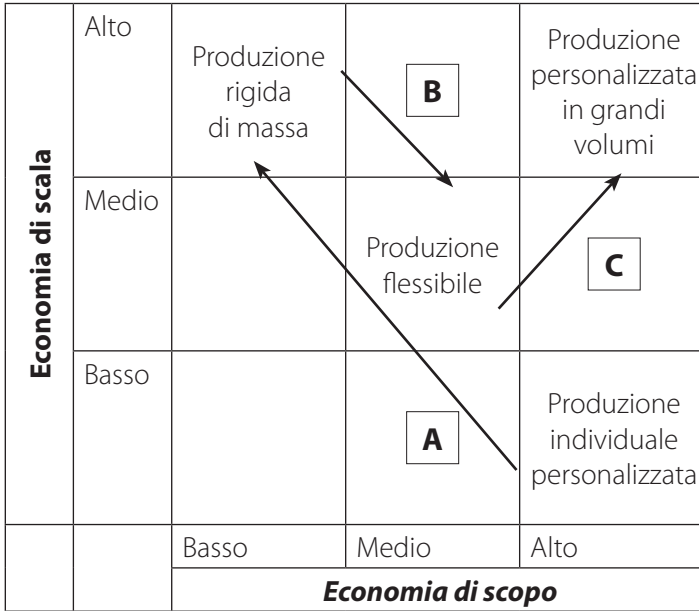 Economia di scala
Alto
Produzione
rigida
di massa
B
Produzione
personalizzata
in grandi
volumi
Medio
Produzione
flessibile
C
Basso
A
Produzione
individuale
personalizzata
Basso
Medio
Alto
Economia di scopo